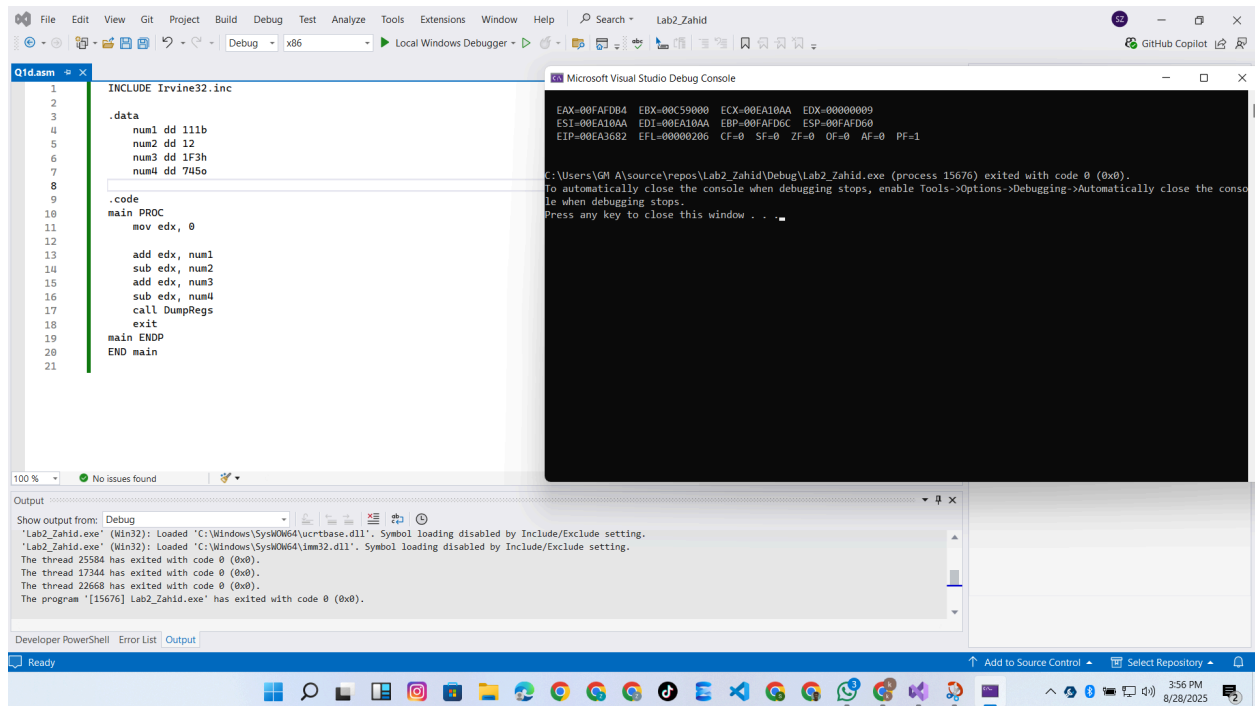 File Edit View Git Project Build Debug Test Analyze Tools Extensions Window Help Search Lab2_Zahid SZ
Debug x86 Local Windows Debugger GitHub Copilot
Q1d.asm
1 INCLUDE Irvine32.inc
2
3 .data
4 num1 dd 111b
5 num2 dd 12
6 num3 dd 1F3h
7 num4 dd 745o
8
9 .code
10 main PROC
11 mov edx, 0
12
13 add edx, num1
14 sub edx, num2
15 add edx, num3
16 sub edx, num4
17 call DumpRegs
18 exit
19 main ENDP
20 END main
21
Microsoft Visual Studio Debug Console
EAX=00FAFDB4 EBX=00C59000 ECX=00EA10AA EDX=00000009
ESI=00EA10AA EDI=00EA10AA EBP=00FAFD6C ESP=00FAFD60
EIP=00EA3682 EFL=00000206 CF=0 SF=0 ZF=0 OF=0 AF=0 PF=1
C:\Users\GM A\source\repos\Lab2_Zahid\Debug\Lab2_Zahid.exe (process 15676) exited with code 0 (0x0).
To automatically close the console when debugging stops, enable Tools->Options->Debugging->Automatically close the conso
le when debugging stops.
Press any key to close this window . . .
100 % No issues found
Output
Show output from: Debug
'Lab2_Zahid.exe' (Win32): Loaded 'C:\Windows\SysWOW64\ucrtbase.dll'. Symbol loading disabled by Include/Exclude setting.
'Lab2_Zahid.exe' (Win32): Loaded 'C:\Windows\SysWOW64\imm32.dll'. Symbol loading disabled by Include/Exclude setting.
The thread 25584 has exited with code 0 (0x0).
The thread 17344 has exited with code 0 (0x0).
The thread 22668 has exited with code 0 (0x0).
The program '[15676] Lab2_Zahid.exe' has exited with code 0 (0x0).
Developer PowerShell Error List Output
Ready Add to Source Control Select Repository
3:56 PM
8/28/2025